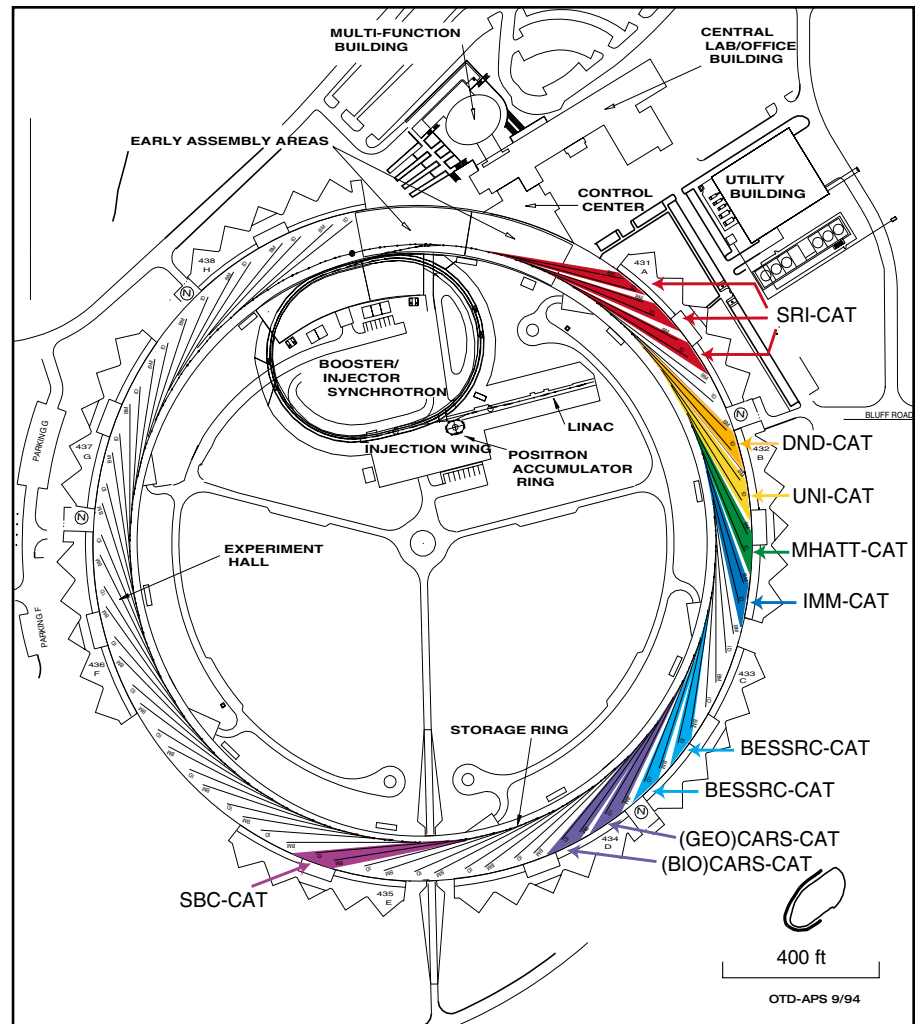 MULTI-FUNCTION
BUILDING
CENTRAL
LAB/OFFICE
BUILDING
EARLY ASSEMBLY AREAS
UTILITY
BUILDING
CONTROL
CENTER
438
H
431
A
SRI-CAT
BOOSTER/
INJECTOR
SYNCHROTRON
LINAC
BLUFF ROAD
INJECTION WING
POSITRON
ACCUMULATOR
RING
PARKING G
437
G
432
B
DND-CAT
UNI-CAT
MHATT-CAT
EXPERIMENT
HALL
IMM-CAT
PARKING F
436
F
433
C
STORAGE RING
BESSRC-CAT
BESSRC-CAT
(GEO)CARS-CAT
434
D
(BIO)CARS-CAT
SBC-CAT
435
E
400 ft
OTD-APS 9/94